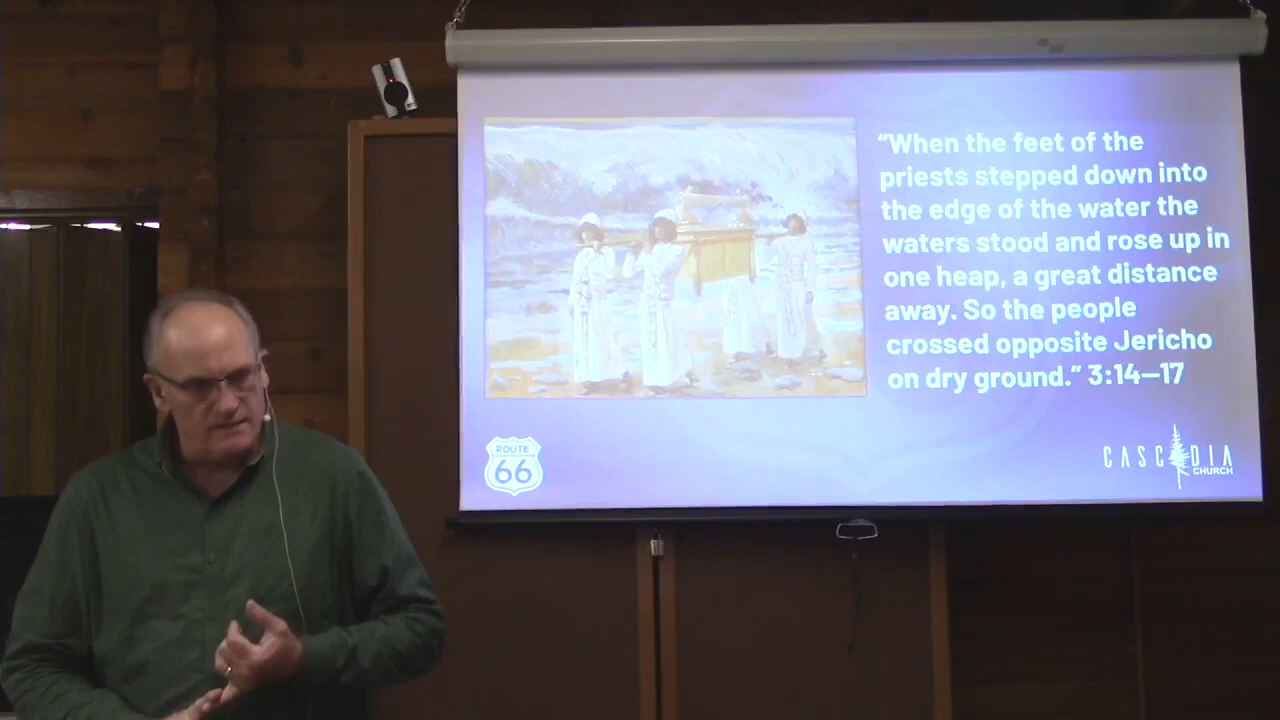 “When the feet of the
priests stepped down into
the edge of the water the
waters stood and rose up in
one heap, a great distance
away. So the people
crossed opposite Jericho
on dry ground.” 3:14–17
ROUTE
66
CASCADIA
CHURCH